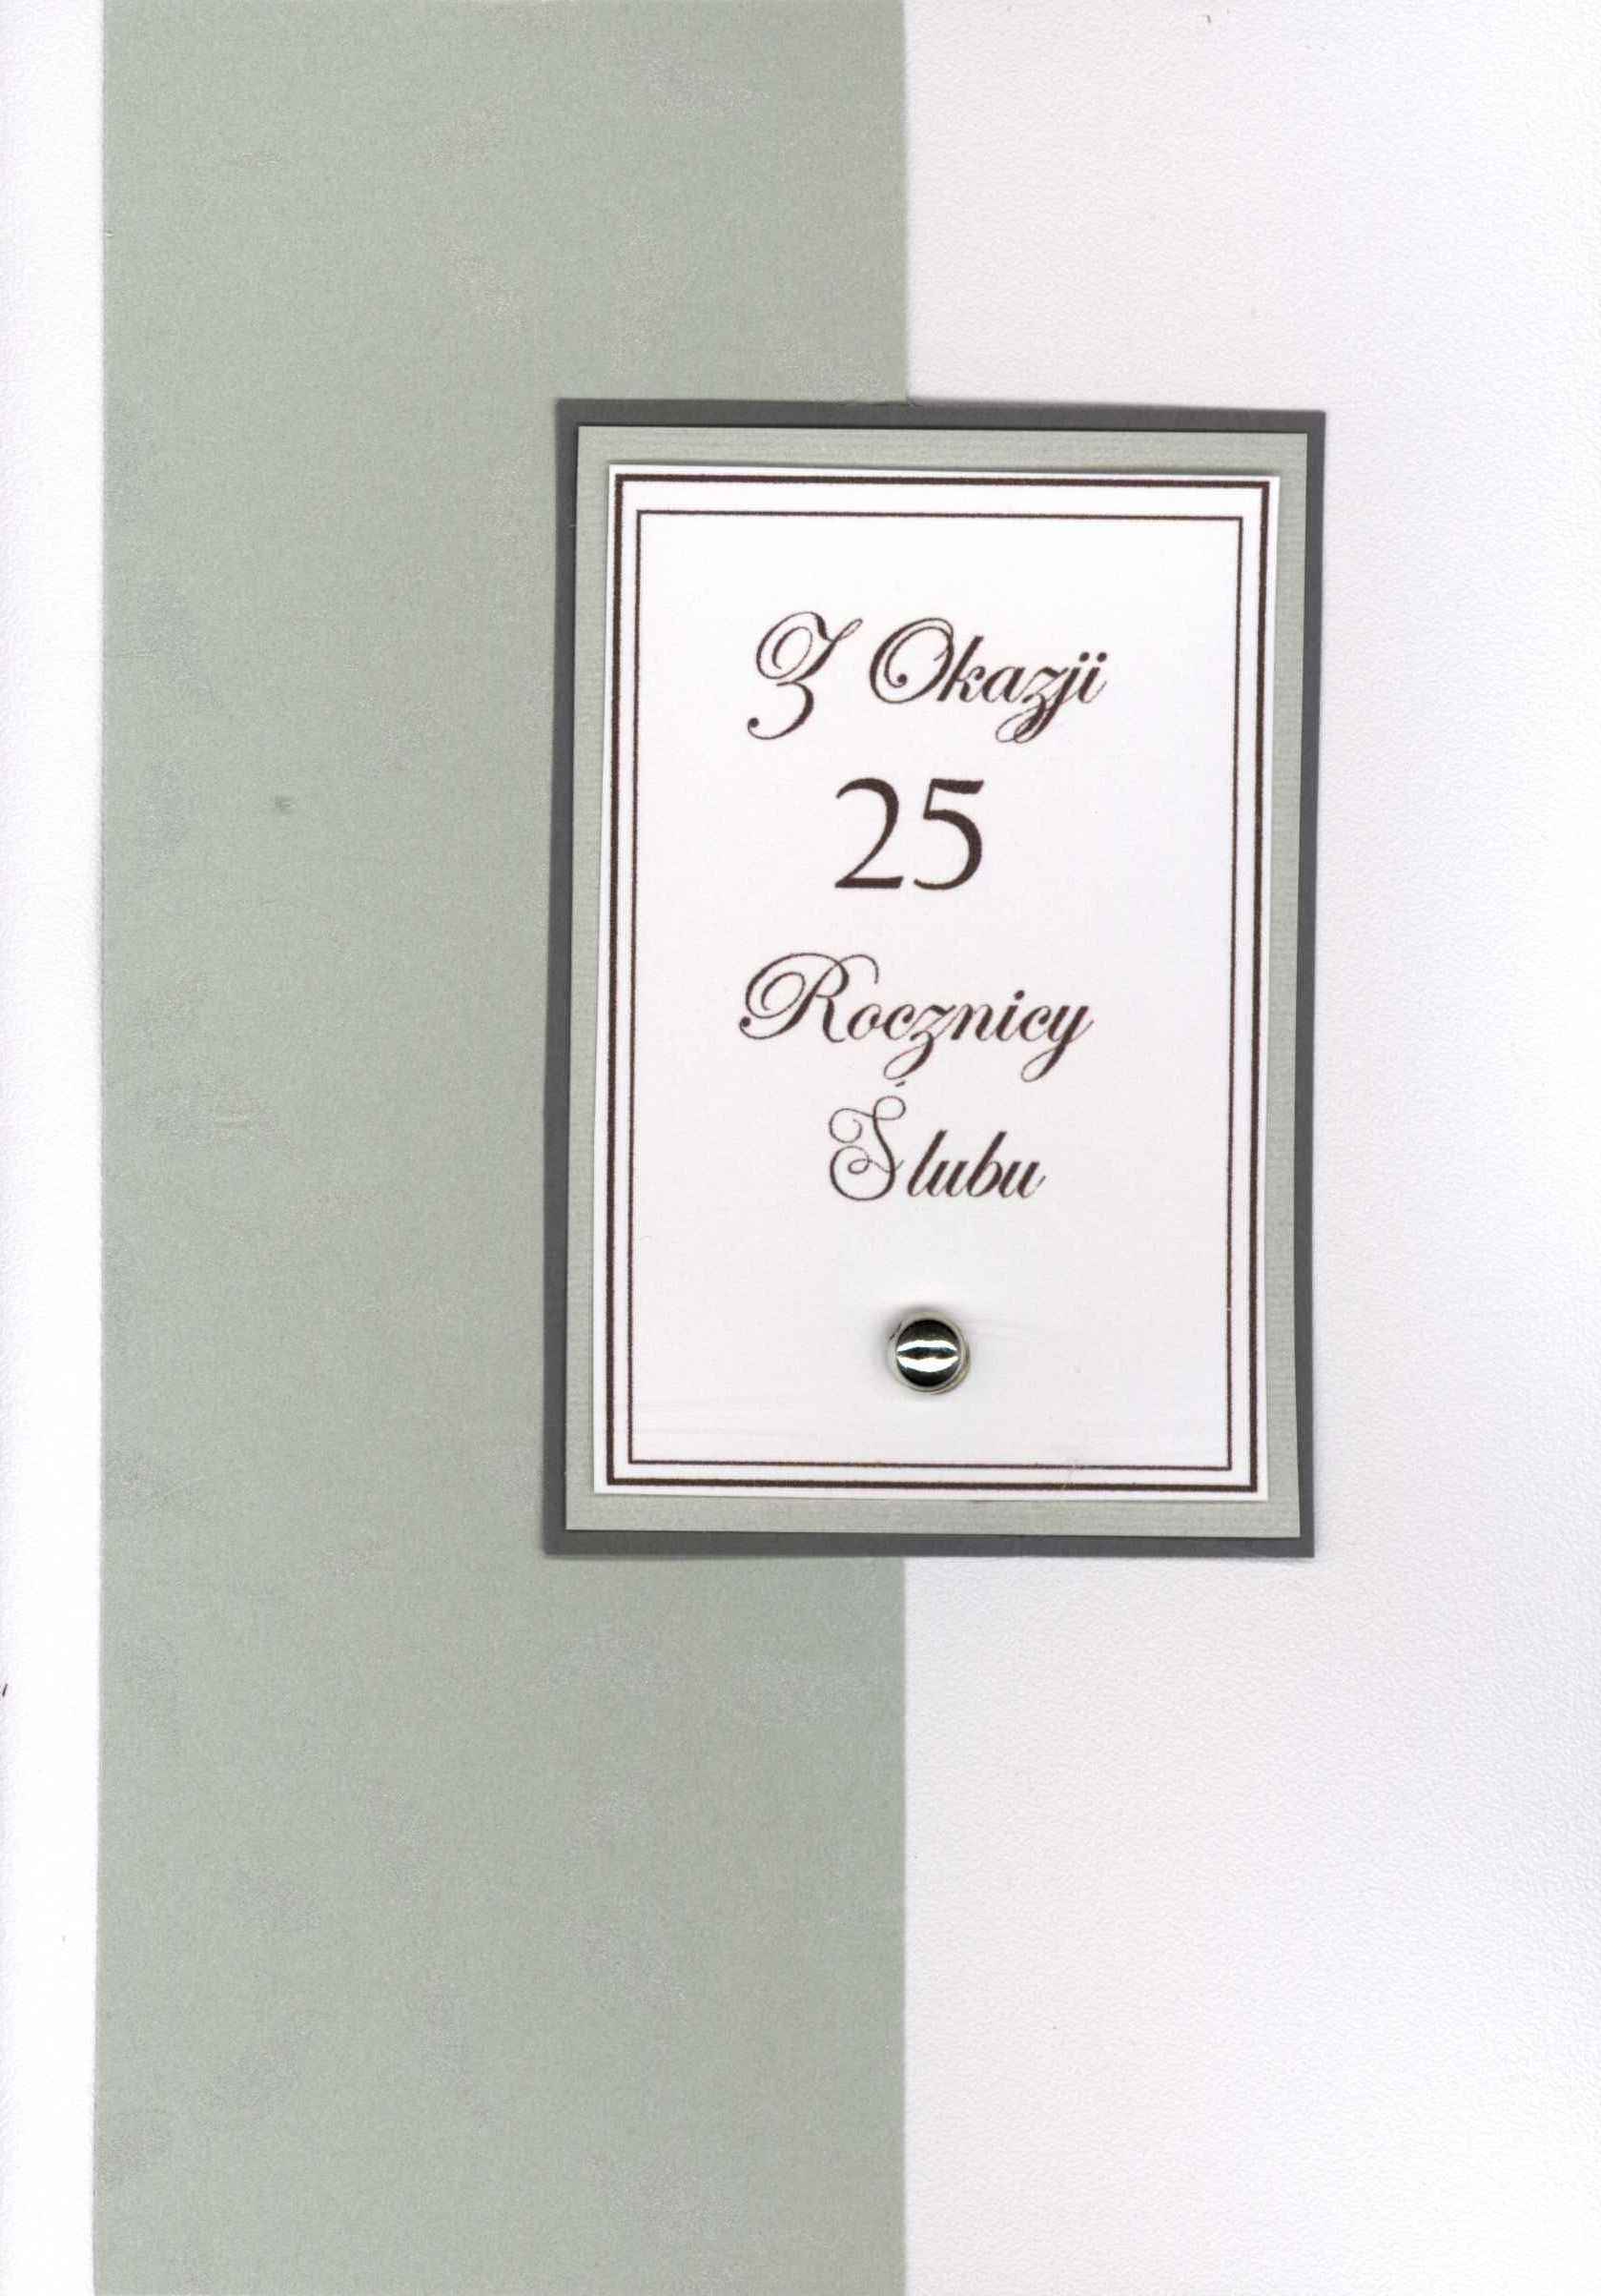 Z Okazji
25
Rocznicy
Ślubu